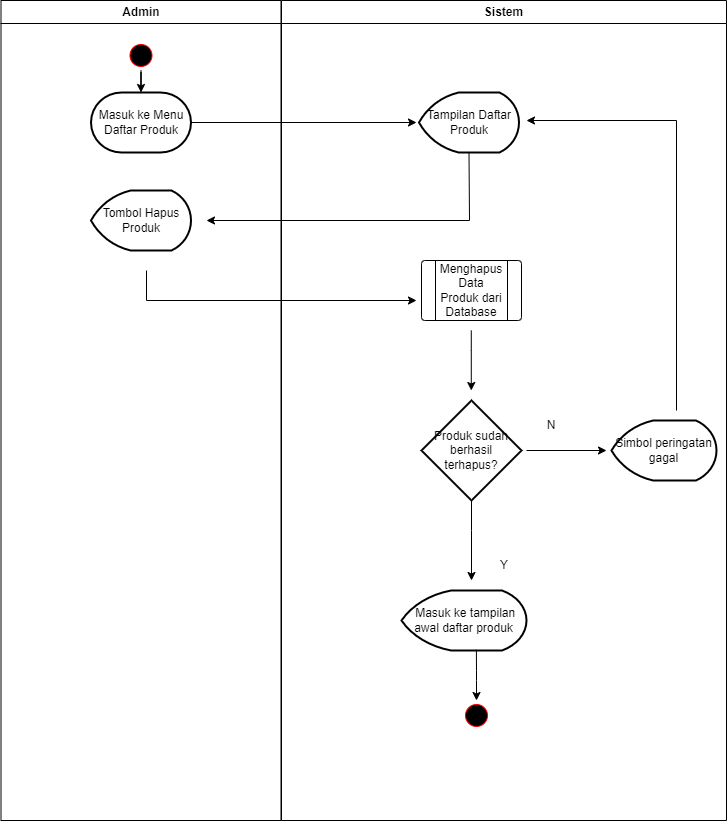 Admin
Sistem
Masuk ke Menu
Daftar Produk
Tampilan Daftar
Produk
Tombol Hapus
Produk
Menghapus
Data
Produk dari
Database
Produk sudah
berhasil
terhapus?
N
Simbol peringatan
gagal
Y
Masuk ke tampilan
awal daftar produk